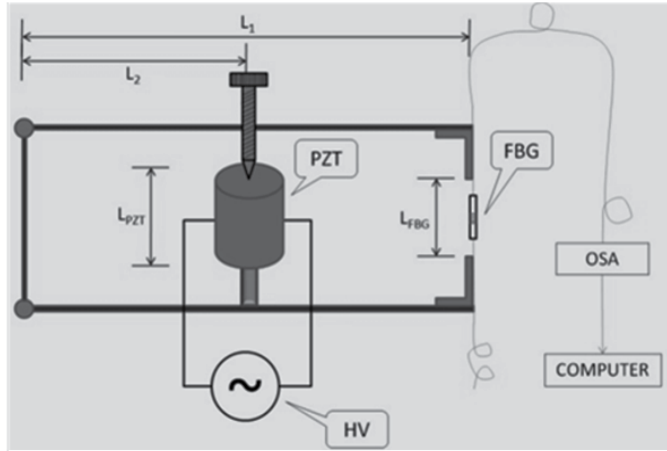 L1
L2
PZT
FBG
LPZT
LFBG
OSA
COMPUTER
~
HV